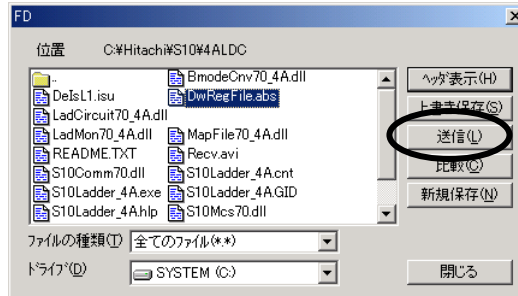 FD
位置 C:¥Hitachi¥S10¥4ALDC
..
DeIsL1.isu
LadCircuit70_4A.dll
LadMon70_4A.dll
README.TXT
S10Comm70.dll
S10Ladder_4A.exe
S10Ladder_4A.hlp
BmodeCnv70_4A.dll
DwRegFile.abs
MapFile70_4A.dll
Recv.avi
S10Ladder_4A.cnt
S10Ladder_4A.GID
S10Mcs70.dll
ヘッダ表示(H)
上書き保存(S)
送信(L)
比較(C)
新規保存(N)
ファイルの種類(T) 全てのファイル(*.*)
ドライブ(D) SYSTEM (C:)
閉じる